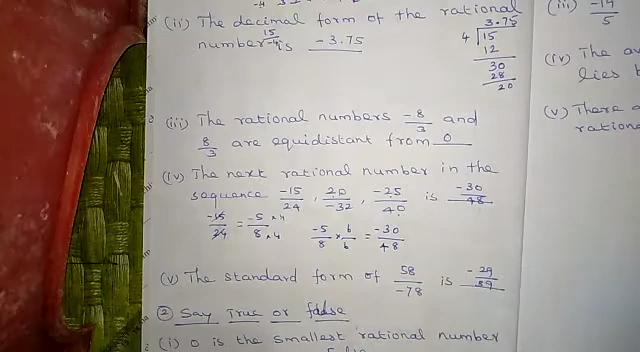 (ii) The decimal form of the rational
number 15/-4 is -3.75
3.75
4 15
12
30
28
20
(iii) The rational numbers -8/3 and
8/3 are equidistant from 0
(iv) The next rational number in the
sequance -15/24 , 20/-32 , -25/40 is -30/48
-15/24 = -5/8 ×4 ×4
-5/8 × 6/6 = -30/48
(v) The standard form of 58/-78 is -29/39
② Say True or false
(i) 0 is the smallest rational number
(iii) -14/5
(iv) The
lies
(v) There